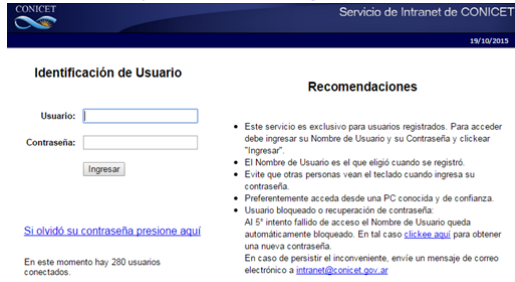 CONICET
Servicio de Intranet de CONICET
19/10/2015
Identificación de Usuario
Usuario:
Contraseña:
Ingresar
Si olvidó su contraseña presione aquí
En este momento hay 280 usuarios
conectados.
Recomendaciones
Este servicio es exclusivo para usuarios registrados. Para acceder
debe ingresar su Nombre de Usuario y su Contraseña y clickear
"Ingresar".
El Nombre de Usuario es el que eligió cuando se registró.
Evite que otras personas vean el teclado cuando ingresa su
contraseña.
Preferentemente acceda desde una PC conocida y de confianza.
Usuario bloqueado o recuperación de contraseña:
Al 5° intento fallido de acceso el Nombre de Usuario queda
automáticamente bloqueado. En tal caso clickee aquí para obtener
una nueva contraseña.
En caso de persistir el inconveniente, envíe un mensaje de correo
electrónico a intranet@conicet.gov.ar